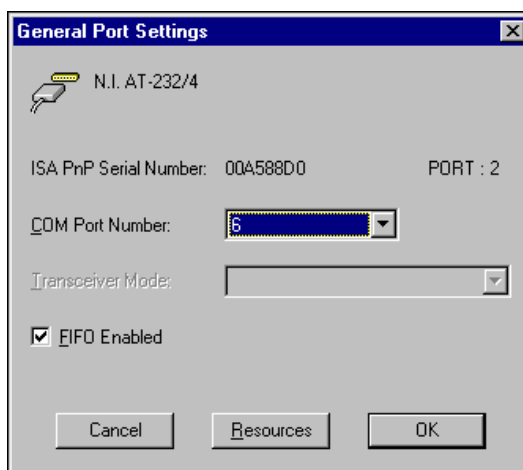 General Port Settings
N.I. AT-232/4
ISA PnP Serial Number: 00A588D0 PORT : 2
COM Port Number: 6
Transceiver Mode:
FIFO Enabled
Cancel Resources OK